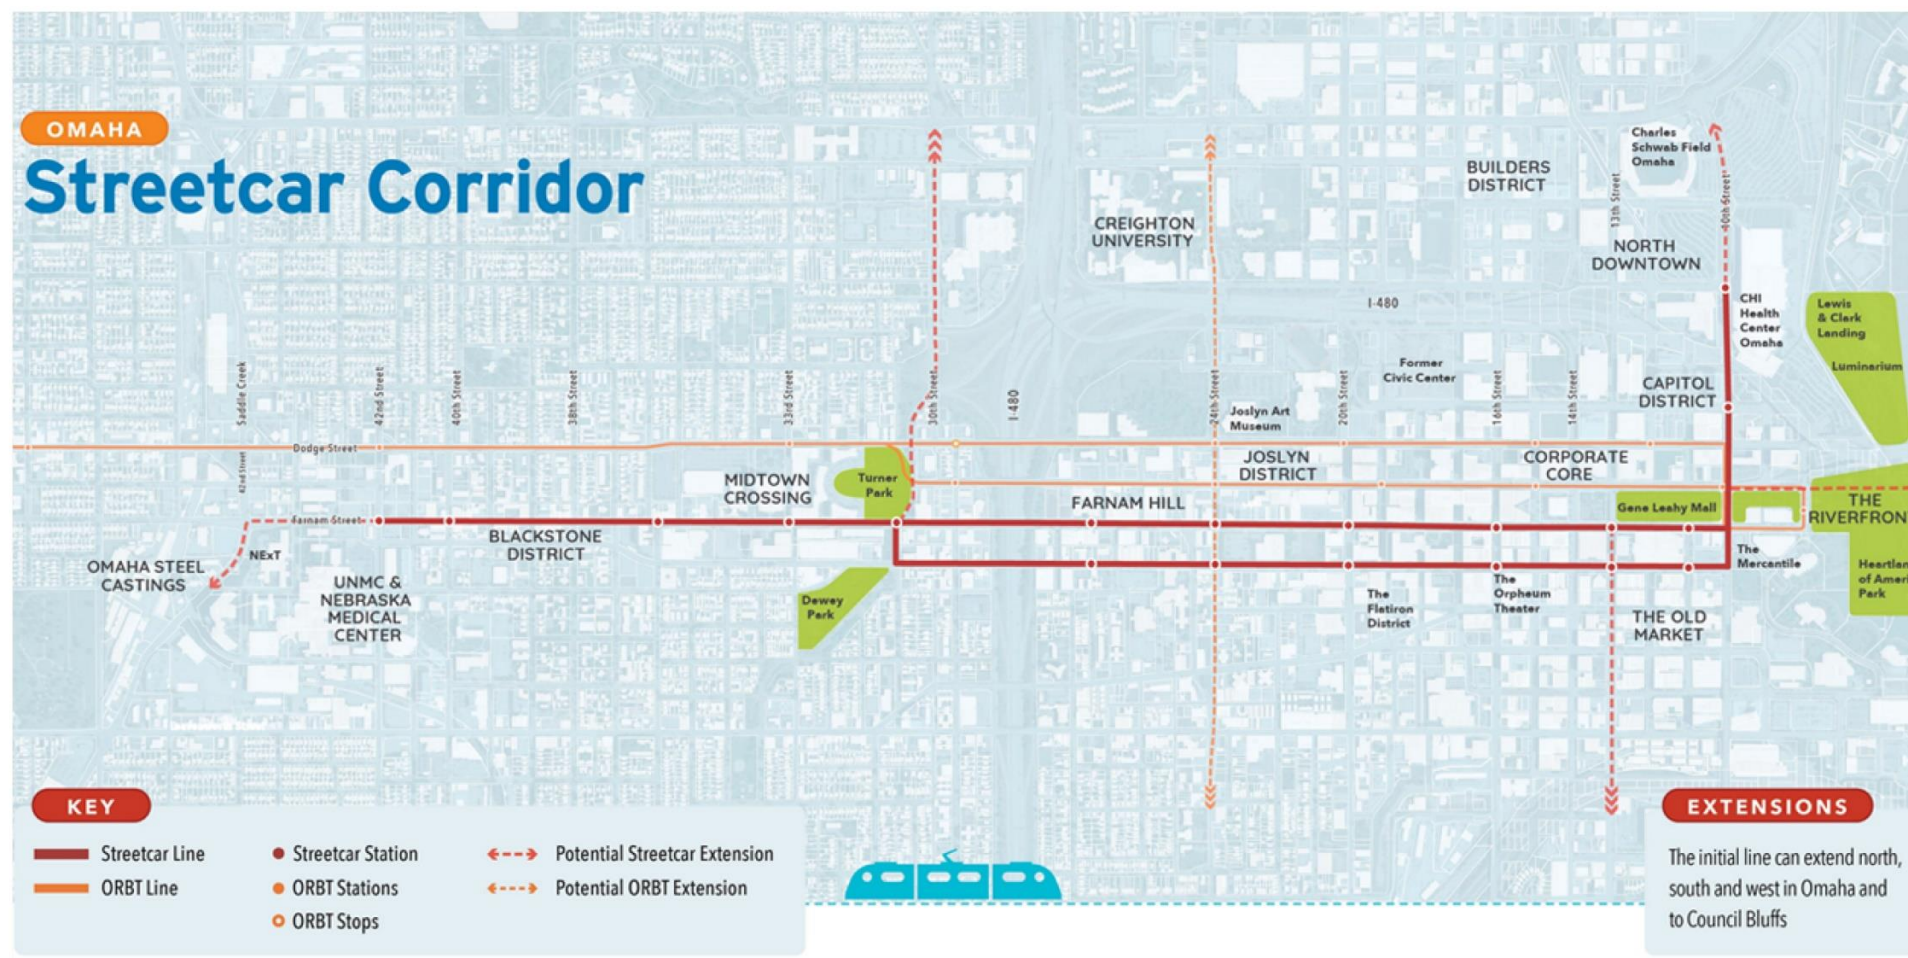 OMAHA
Streetcar Corridor
Charles
Schwab Field
Omaha
BUILDERS
DISTRICT
13th Street
10th Street
CREIGHTON
UNIVERSITY
NORTH
DOWNTOWN
I-480
CHI
Health
Center
Omaha
Lewis
& Clark
Landing
Luminarium
Former
Civic Center
CAPITOL
DISTRICT
Saddle Creek
42nd Street
40th Street
38th Street
33rd Street
30th Street
I-480
24th Street
Joslyn Art
Museum
20th Street
16th Street
14th Street
Dodge Street
42nd Street
MIDTOWN
CROSSING
Turner
Park
JOSLYN
DISTRICT
CORPORATE
CORE
FARNAM HILL
Gene Leahy Mall
THE
RIVERFRON
Farnam Street
BLACKSTONE
DISTRICT
NExT
OMAHA STEEL
CASTINGS
UNMC &
NEBRASKA
MEDICAL
CENTER
Dewey
Park
The
Flatiron
District
The
Orpheum
Theater
The
Mercantile
THE OLD
MARKET
Heartlan
of Ameri
Park
KEY
Streetcar Line
ORBT Line
Streetcar Station
ORBT Stations
ORBT Stops
Potential Streetcar Extension
Potential ORBT Extension
EXTENSIONS
The initial line can extend north,
south and west in Omaha and
to Council Bluffs